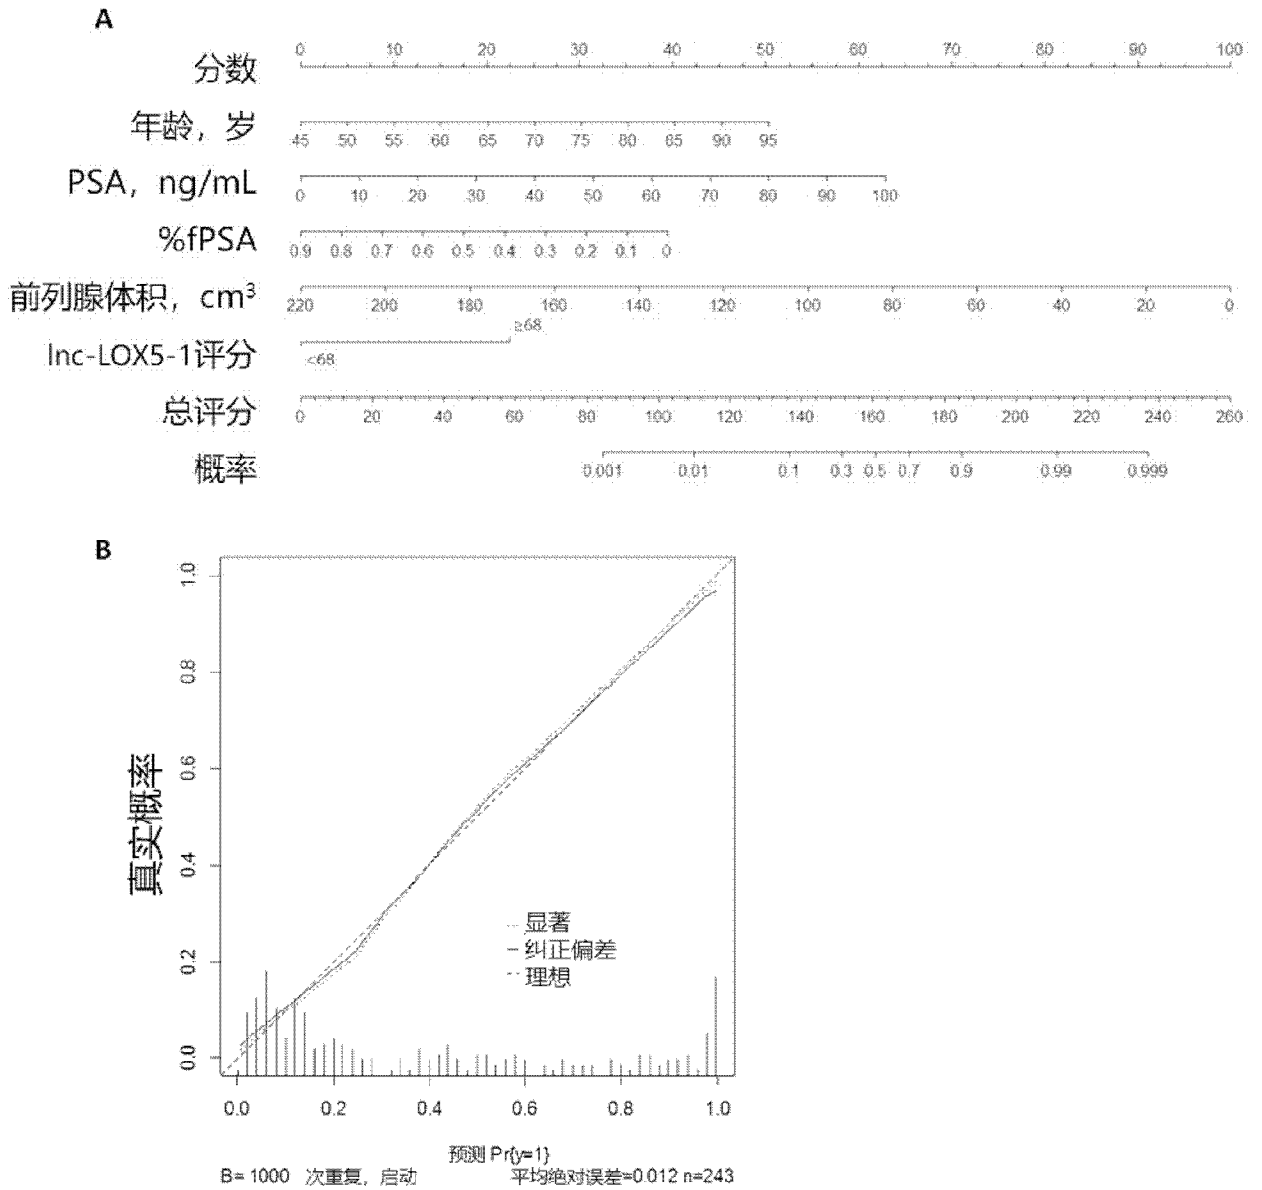 A
0 10 20 30 40 50 60 70 80 90 100
分数
年龄，岁
45 50 55 60 65 70 75 80 85 90 95
PSA，ng/mL
0 10 20 30 40 50 60 70 80 90 100
%fPSA
0.9 0.8 0.7 0.6 0.5 0.4 0.3 0.2 0.1 0
前列腺体积，cm³
220 200 180 160 140 120 100 80 60 40 20 0
≥68
lnc-LOX5-1评分
<68
总评分
0 20 40 60 80 100 120 140 160 180 200 220 240 260
概率
0.001 0.01 0.1 0.3 0.5 0.7 0.9 0.99 0.999
B
1.0
0.8
0.6
0.4
0.2
0.0
真实概率
显著
纠正偏差
理想
0.0 0.2 0.4 0.6 0.8 1.0
预测 Pr{y=1}
B= 1000 次重复，启动 平均绝对误差=0.012 n=243